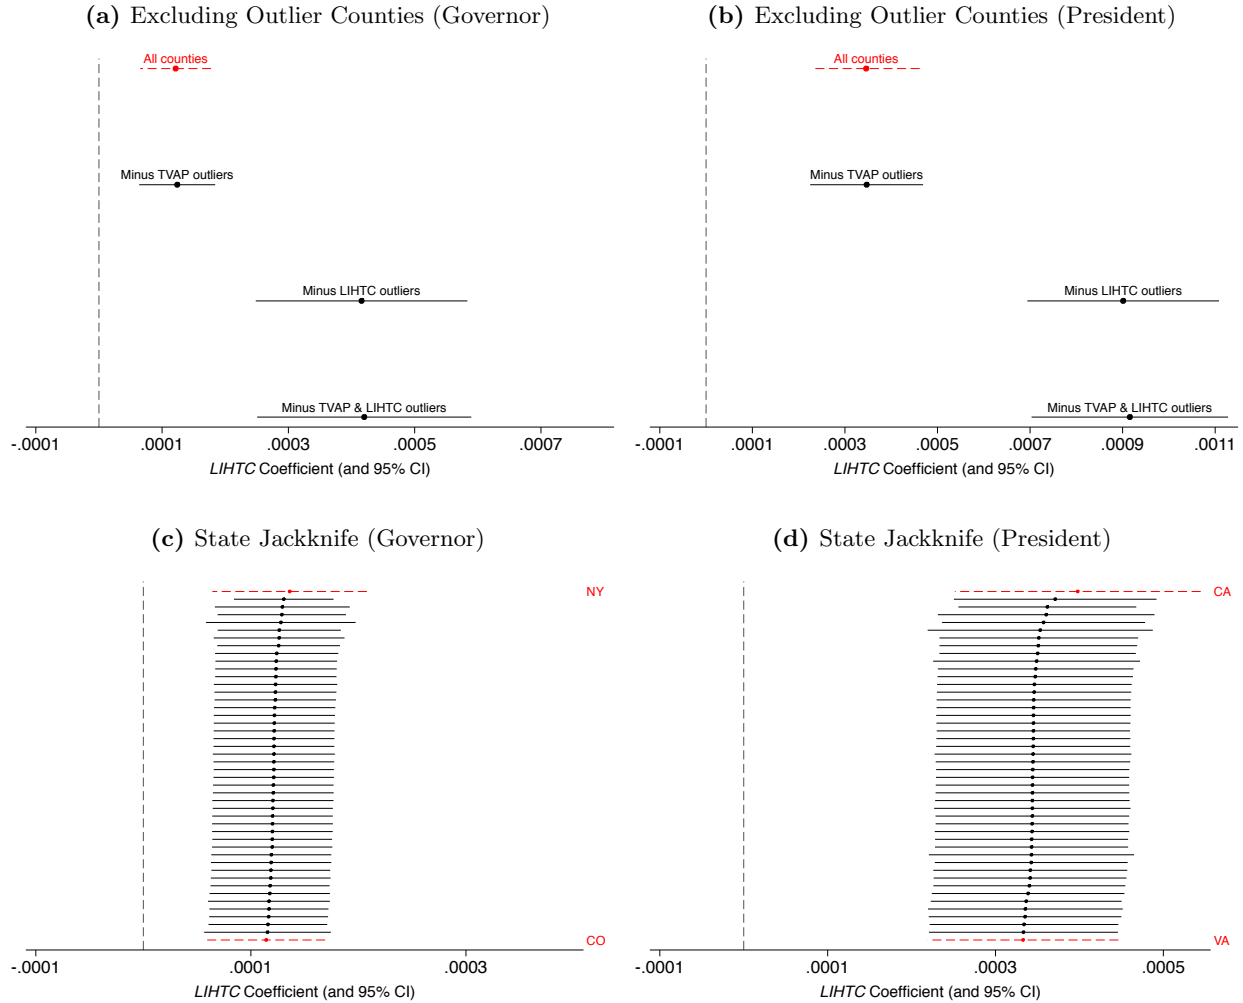 (a) Excluding Outlier Counties (Governor)
All counties
Minus TVAP outliers
Minus LIHTC outliers
Minus TVAP & LIHTC outliers
-.0001 .0001 .0003 .0005 .0007
LIHTC Coefficient (and 95% CI)
(b) Excluding Outlier Counties (President)
All counties
Minus TVAP outliers
Minus LIHTC outliers
Minus TVAP & LIHTC outliers
-.0001 .0001 .0003 .0005 .0007 .0009 .0011
LIHTC Coefficient (and 95% CI)
(c) State Jackknife (Governor)
NY
CO
-.0001 .0001 .0003
LIHTC Coefficient (and 95% CI)
(d) State Jackknife (President)
CA
VA
-.0001 .0001 .0003 .0005
LIHTC Coefficient (and 95% CI)